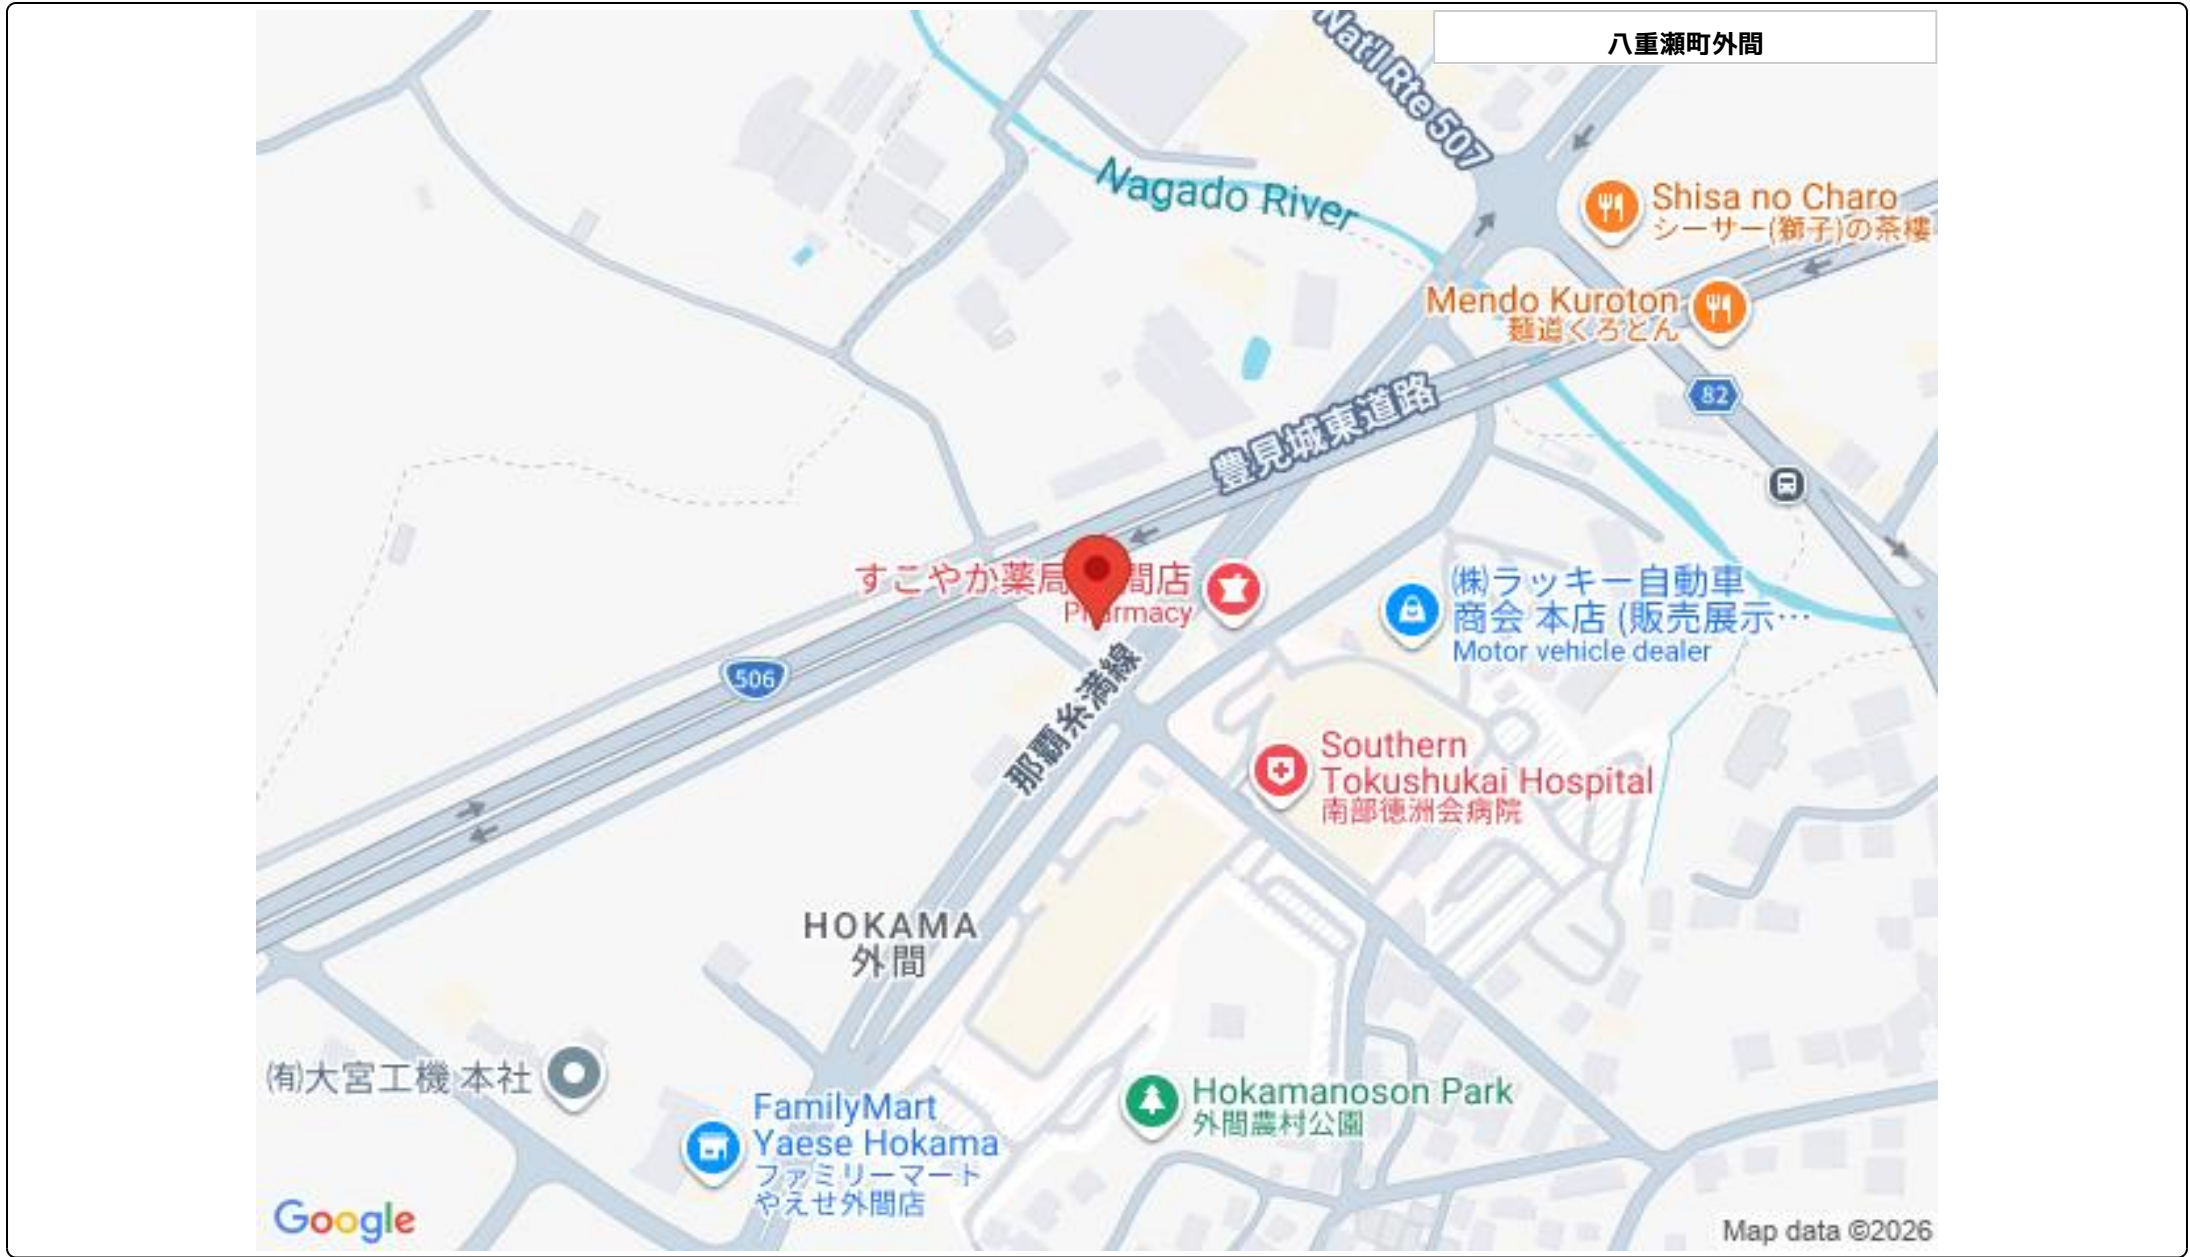 八重瀬町外間
Nat'l Rte 507
Nagado River
Shisa no Charo
シーサー(獅子)の茶樓
Mendo Kuroton
麺道くろとん
82
豊見城東道路
すこやか薬局 間店
Pharmacy
㈱ラッキー自動車
商会 本店 (販売展示…
Motor vehicle dealer
506
那覇糸満線
Southern
Tokushukai Hospital
南部徳洲会病院
HOKAMA
外間
㈲大宮工機 本社
FamilyMart
Yaese Hokama
ファミリーマート
やえせ外間店
Hokamanoson Park
外間農村公園
Google
Map data ©2026